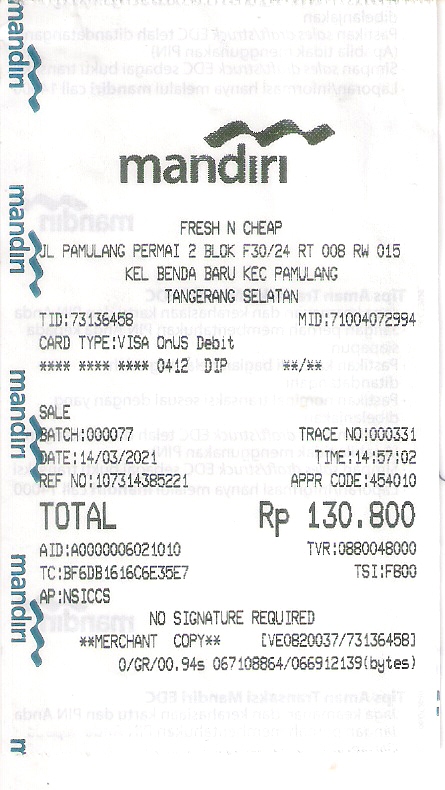 mandiri
FRESH N CHEAP
JL PAMULANG PERMAI 2 BLOK F30/24 RT 008 RW 015
KEL BENDA BARU KEC PAMULANG
TANGERANG SELATAN
TID:73136458 MID:71004072994
CARD TYPE:VISA OnUS Debit
**** **** **** 0412 DIP **/**
SALE
BATCH:000077 TRACE NO:000331
DATE:14/03/2021 TIME:14:57:02
REF NO:107314385221 APPR CODE:454010
TOTAL Rp 130.800
AID:A0000006021010 TVR:0880048000
TC:BF6DB1616C6E35E7 TSI:F800
AP:NSICCS
NO SIGNATURE REQUIRED
**MERCHANT COPY** [VE0820037/73136458]
0/GR/00.94s 067108864/066912139(bytes)
mandiri
mandiri
mandiri
mandiri